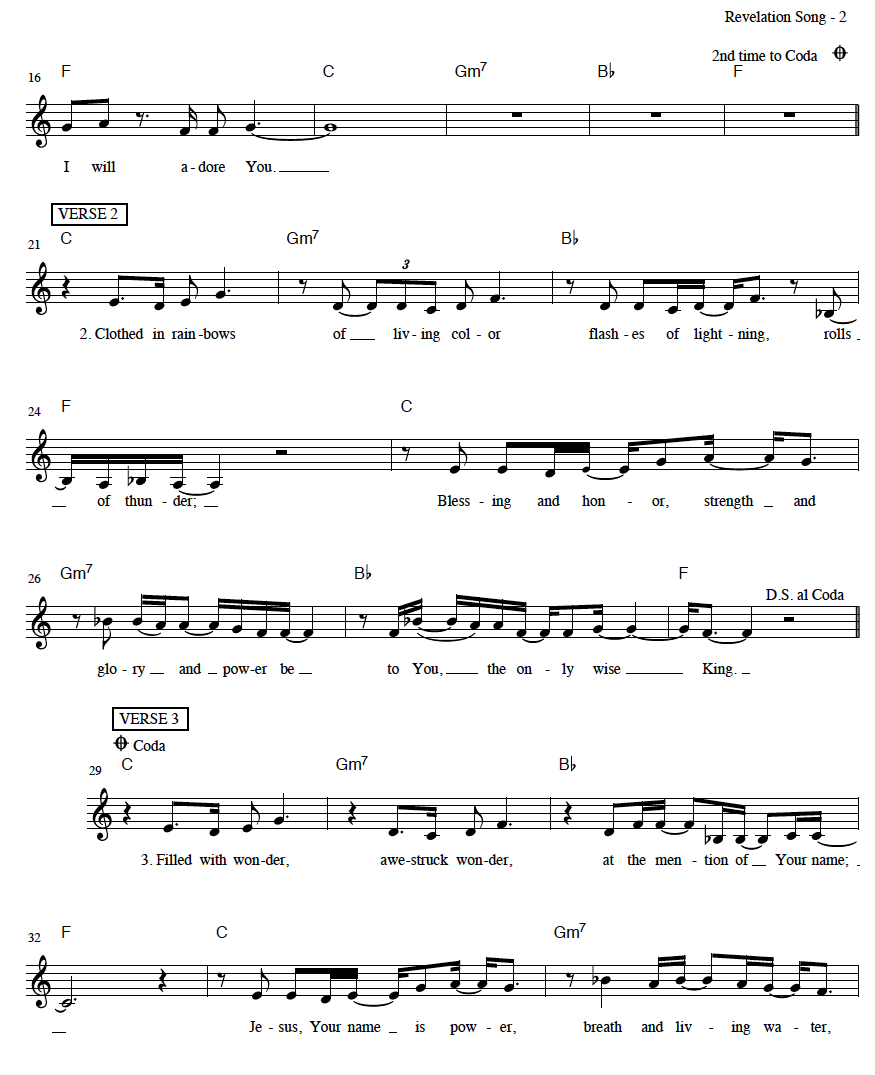 Revelation Song - 2
2nd time to Coda
16 F C Gm7 B♭ F
I will a - dore You.
VERSE 2
21 C Gm7 B♭
3
2. Clothed in rain - bows of liv - ing col - or flash - es of light - ning, rolls
24 F C
of thun - der; Bless - ing and hon - or, strength and
26 Gm7 B♭ F
D.S. al Coda
glo - ry and pow - er be to You, the on - ly wise King.
VERSE 3
Coda
29 C Gm7 B♭
3. Filled with won - der, awe - struck won - der, at the men - tion of Your name;
32 F C Gm7
Je - sus, Your name is pow - er, breath and liv - ing wa - ter,